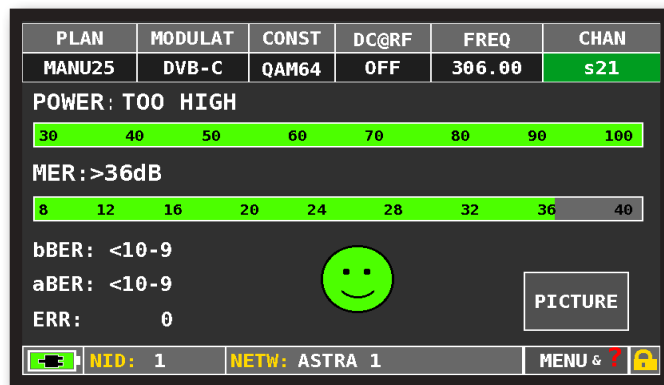 PLAN MODULAT CONST DC@RF FREQ CHAN
MANU25 DVB-C QAM64 OFF 306.00 s21
POWER: TOO HIGH
30 40 50 60 70 80 90 100
MER:>36dB
8 12 16 20 24 28 32 36 40
bBER: <10-9
aBER: <10-9
ERR: 0
PICTURE
NID: 1 NETW: ASTRA 1 MENU & ?